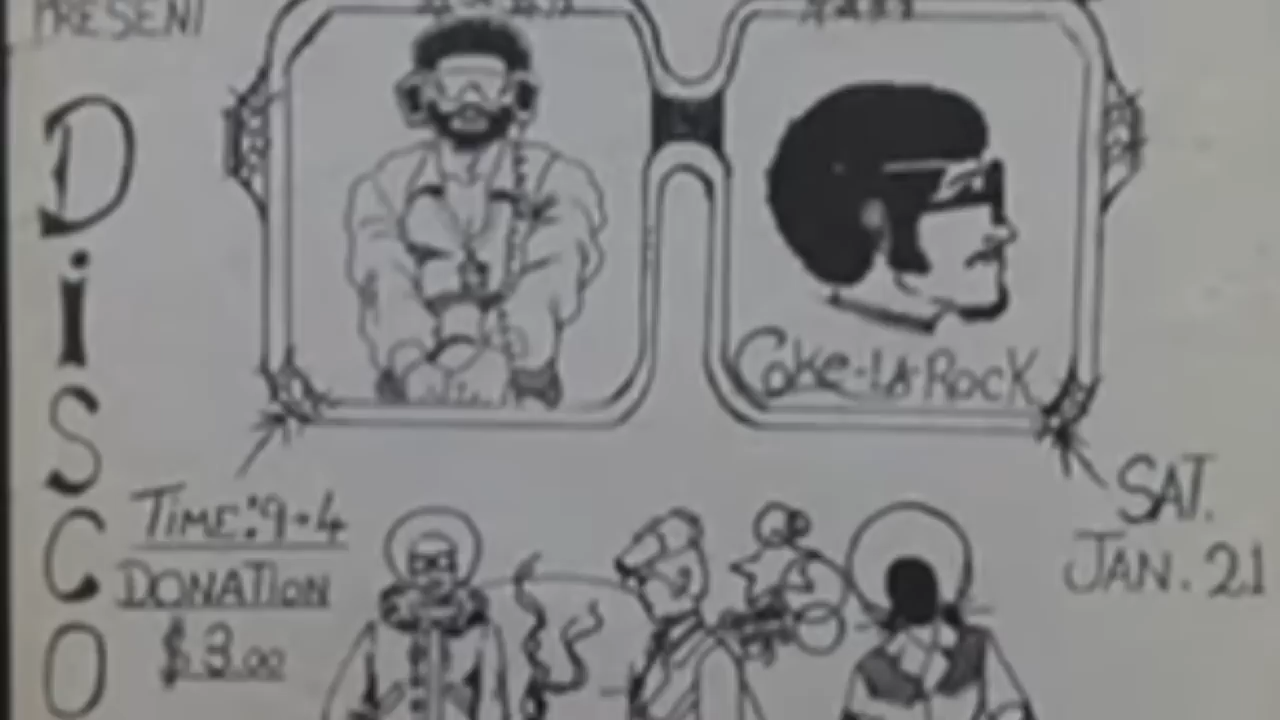 PRESENT
DiSCO
Coke-LA-RocK
TiME: 9-4
DONATION
$3.00
SAT.
JAN. 21